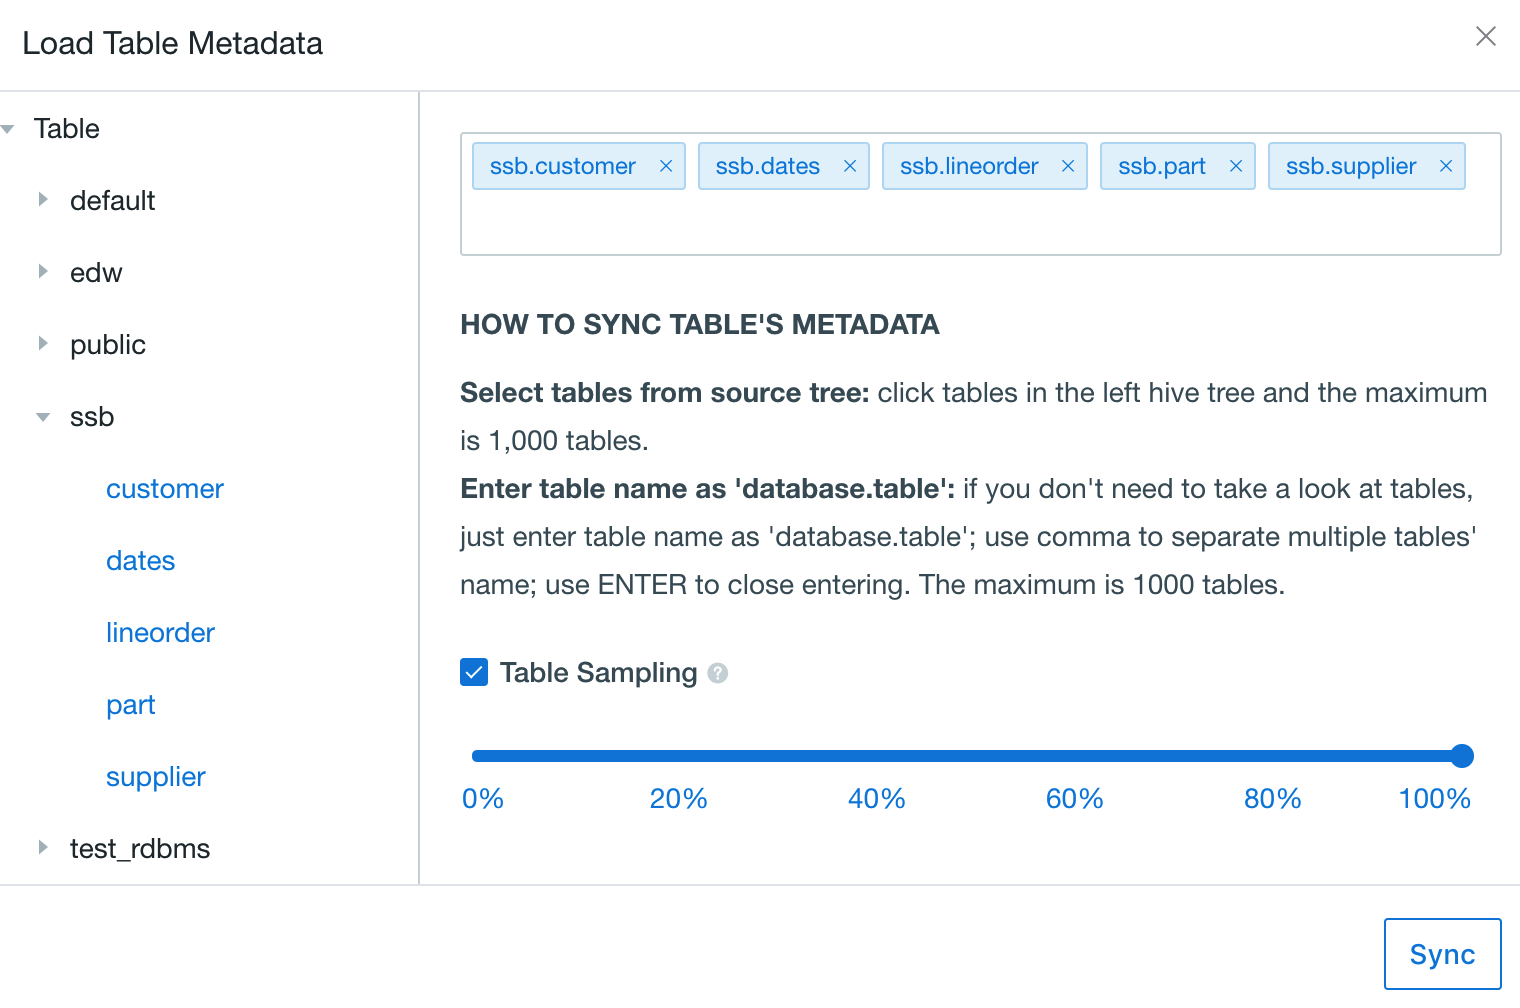 Load Table Metadata
Table
default
edw
public
ssb
customer
dates
lineorder
part
supplier
test_rdbms
ssb.customer ssb.dates ssb.lineorder ssb.part ssb.supplier
HOW TO SYNC TABLE'S METADATA
Select tables from source tree: click tables in the left hive tree and the maximum
is 1,000 tables.
Enter table name as 'database.table': if you don't need to take a look at tables,
just enter table name as 'database.table'; use comma to separate multiple tables'
name; use ENTER to close entering. The maximum is 1000 tables.
Table Sampling ?
0% 20% 40% 60% 80% 100%
Sync